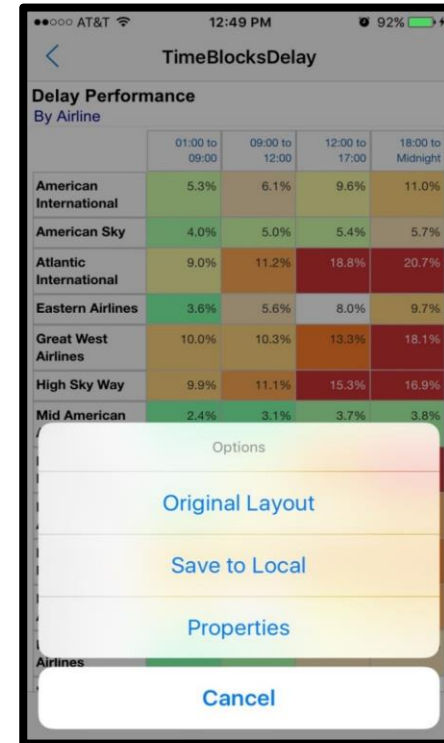 AT&T 12:49 PM 92%
TimeBlocksDelay
Delay Performance
By Airline
01:00 to 09:00 to 12:00 to 18:00 to
09:00 12:00 17:00 Midnight
American 5.3% 6.1% 9.6% 11.0%
International
American Sky 4.0% 5.0% 5.4% 5.7%
Atlantic 9.0% 11.2% 18.8% 20.7%
International
Eastern Airlines 3.6% 5.6% 8.0% 9.7%
Great West 10.0% 10.3% 13.3% 18.1%
Airlines
High Sky Way 9.9% 11.1% 15.3% 16.9%
Mid American 2.4% 3.1% 3.7% 3.8%
Options
Original Layout
Save to Local
Properties
Airlines
Cancel